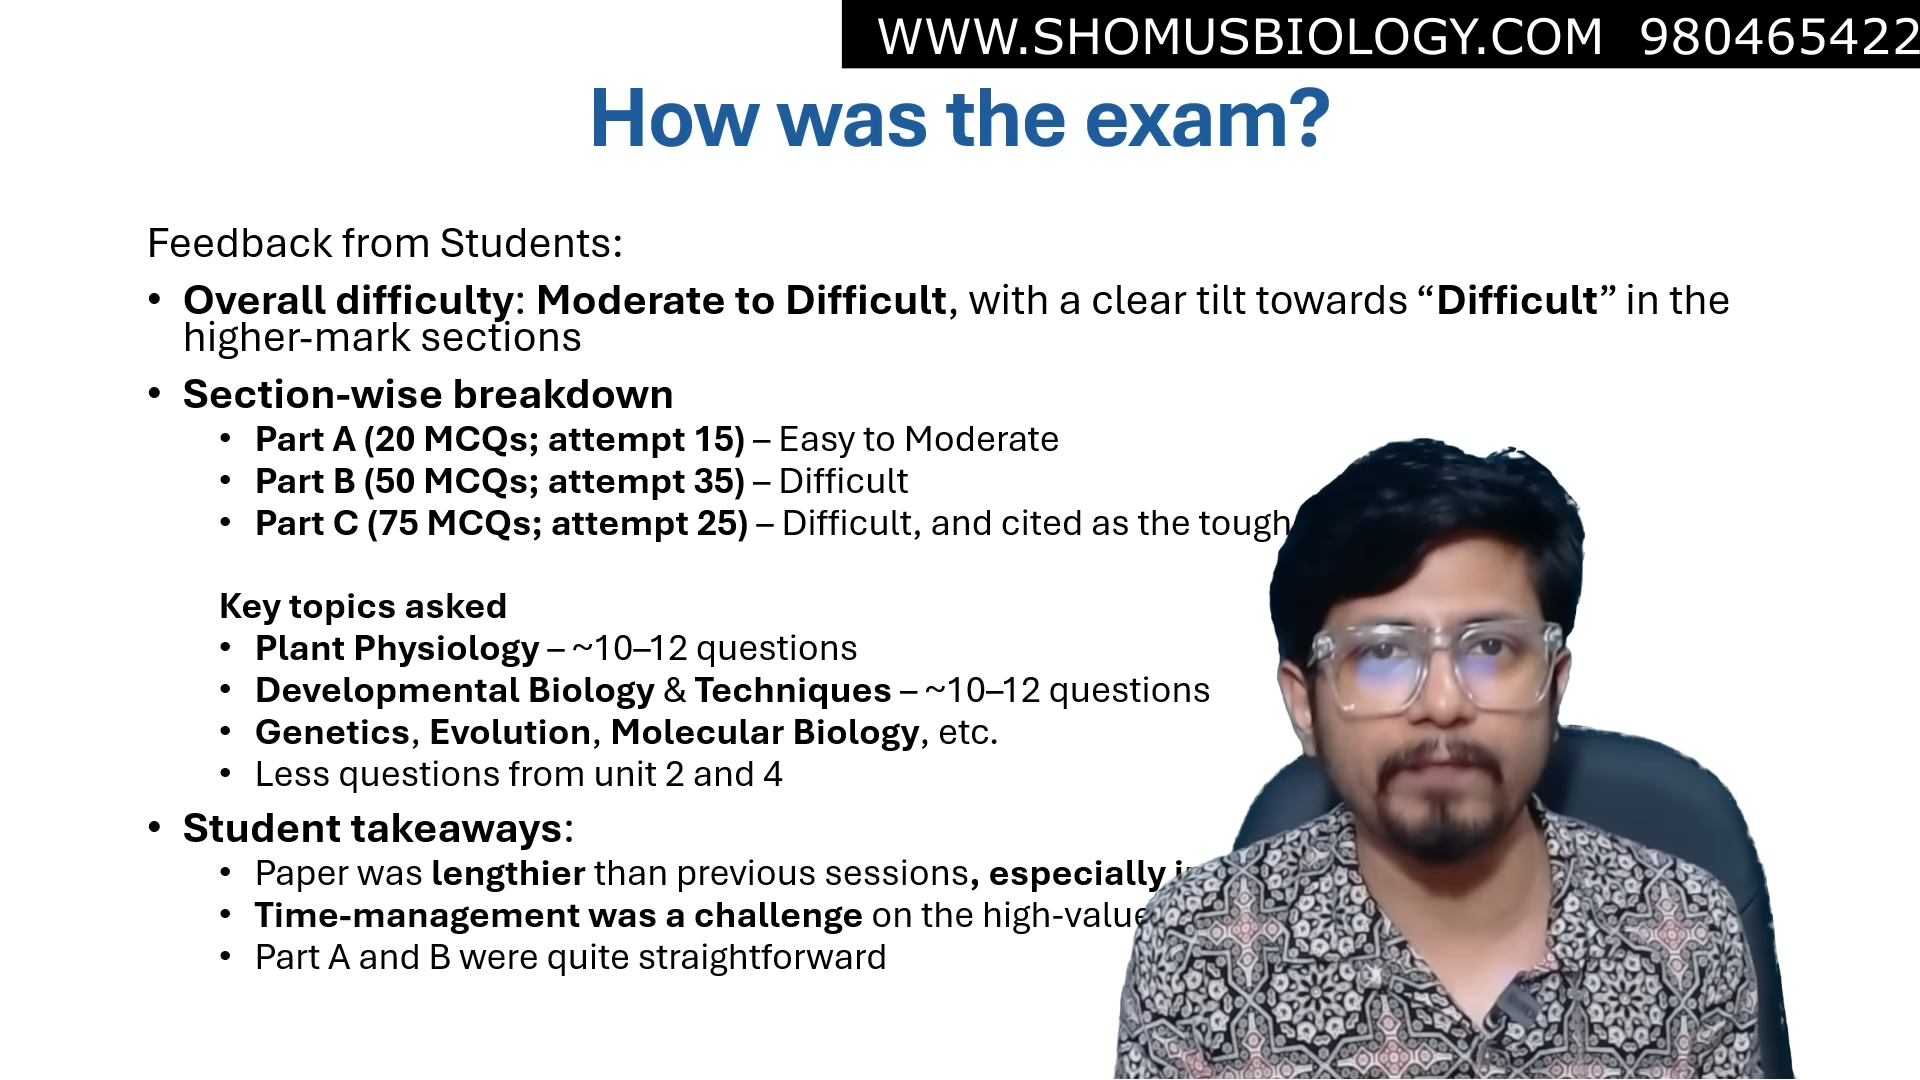 WWW.SHOMUSBIOLOGY.COM 980465422
How was the exam?
Feedback from Students:
• Overall difficulty: Moderate to Difficult, with a clear tilt towards “Difficult” in the
higher-mark sections
• Section-wise breakdown
• Part A (20 MCQs; attempt 15) – Easy to Moderate
• Part B (50 MCQs; attempt 35) – Difficult
• Part C (75 MCQs; attempt 25) – Difficult, and cited as the tough
Key topics asked
• Plant Physiology – ~10–12 questions
• Developmental Biology & Techniques – ~10–12 questions
• Genetics, Evolution, Molecular Biology, etc.
• Less questions from unit 2 and 4
• Student takeaways:
• Paper was lengthier than previous sessions, especially
• Time-management was a challenge on the high-value
• Part A and B were quite straightforward